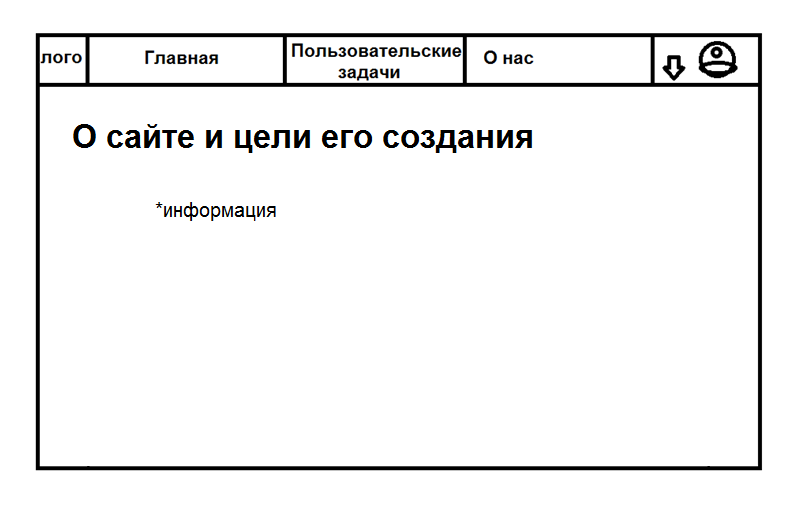 лого
Главная
Пользовательские
задачи
О нас
О сайте и цели его создания
*информация